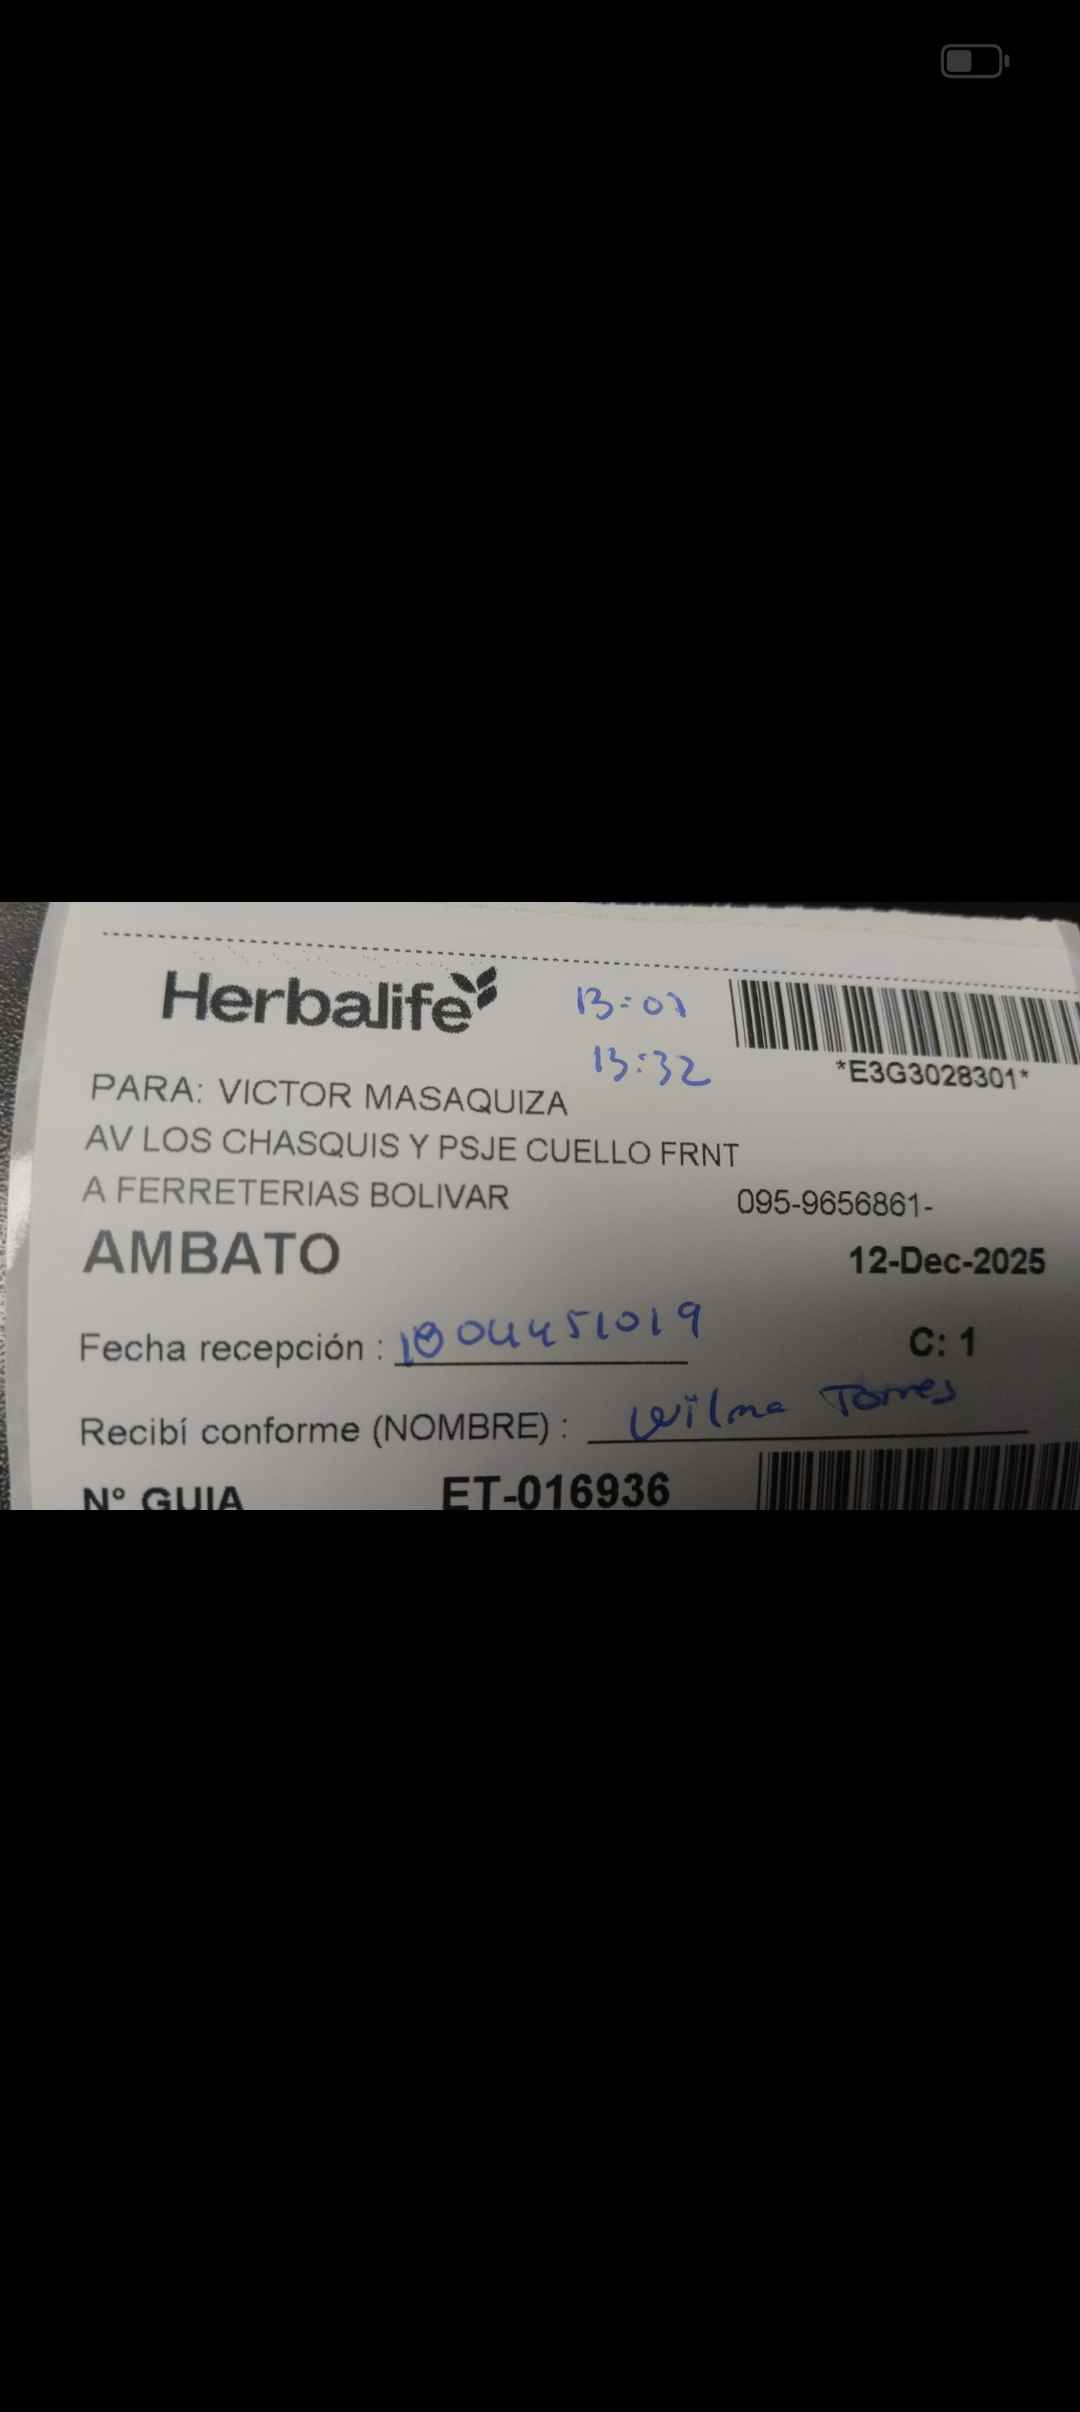 Herbalife
13:07
13:32
*E3G3028301*
PARA: VICTOR MASAQUIZA
AV LOS CHASQUIS Y PSJE CUELLO FRNT
A FERRETERIAS BOLIVAR 095-9656861-
AMBATO 12-Dec-2025
Fecha recepción : 1804451019 C: 1
Recibí conforme (NOMBRE) : Wilma Torres
N° GUIA ET-016936